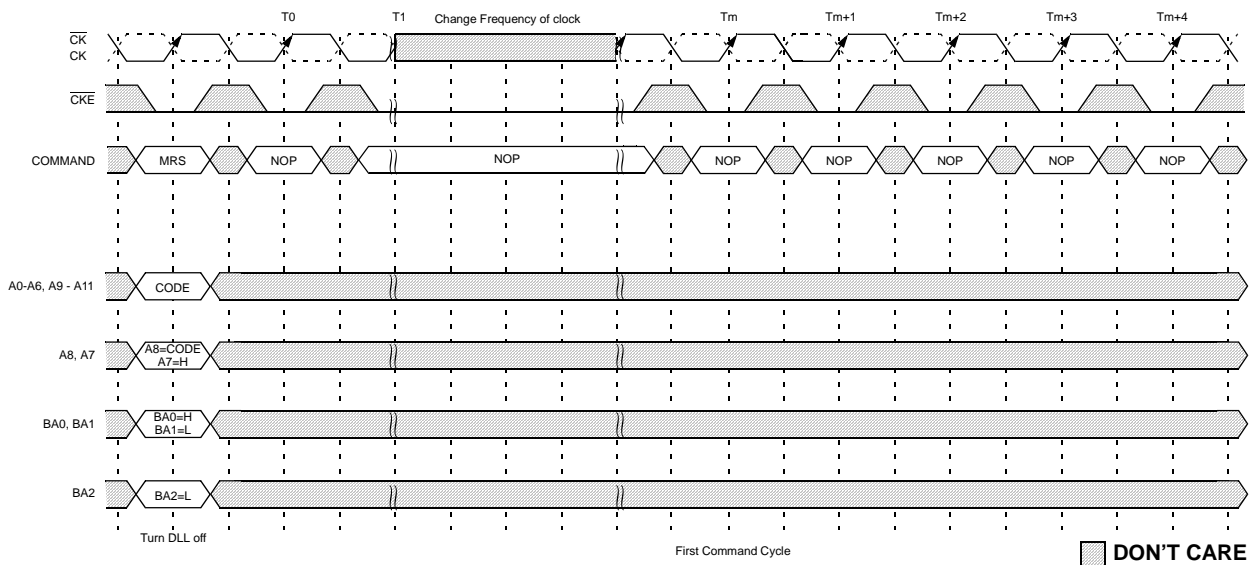 T0 T1 Change Frequency of clock Tm Tm+1 Tm+2 Tm+3 Tm+4
CK
CK
CKE
COMMAND MRS NOP NOP NOP NOP NOP NOP NOP
A0-A6, A9 - A11 CODE
A8, A7 A8=CODE
A7=H
BA0, BA1 BA0=H
BA1=L
BA2 BA2=L
Turn DLL off
First Command Cycle
DON'T CARE